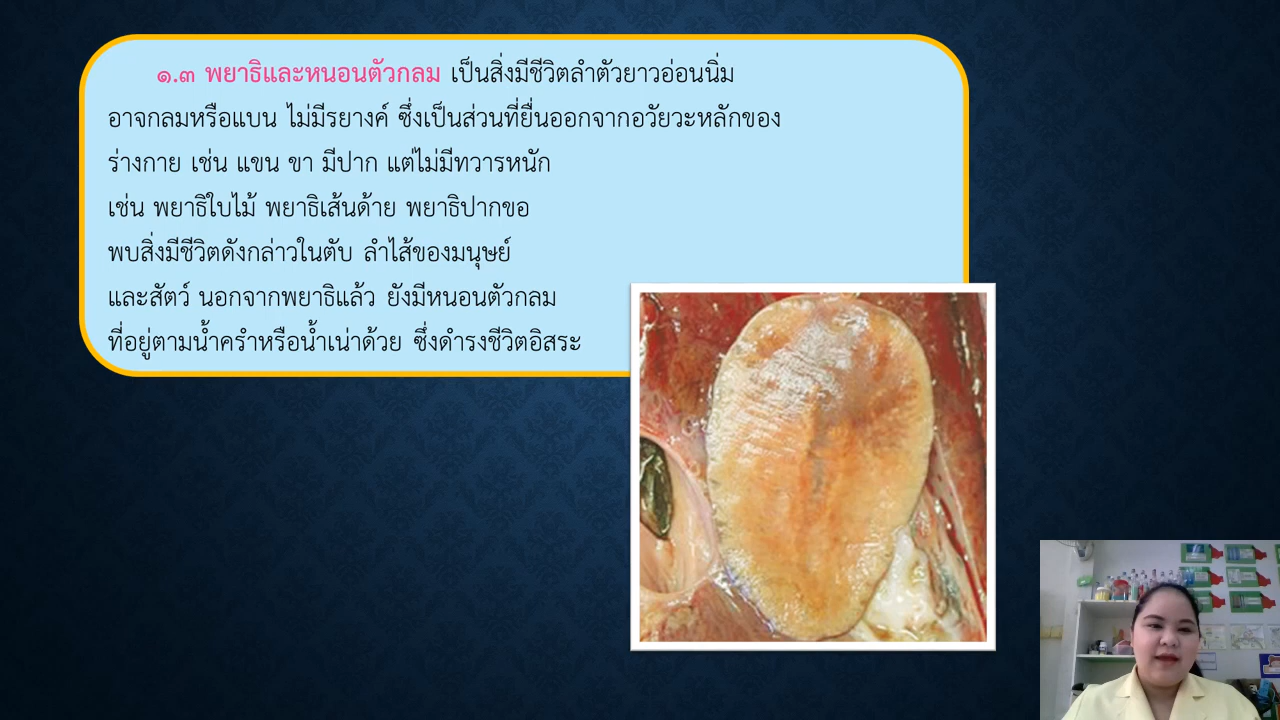 ๑.๓ พยาธิและหนอนตัวกลม เป็นสิ่งมีชีวิตลำตัวยาวอ่อนนิ่ม
อาจกลมหรือแบน ไม่มีรยางค์ ซึ่งเป็นส่วนที่ยื่นออกจากอวัยวะหลักของ
ร่างกาย เช่น แขน ขา มีปาก แต่ไม่มีทวารหนัก
เช่น พยาธิใบไม้ พยาธิเส้นด้าย พยาธิปากขอ
พบสิ่งมีชีวิตดังกล่าวในตับ ลำไส้ของมนุษย์
และสัตว์ นอกจากพยาธิแล้ว ยังมีหนอนตัวกลม
ที่อยู่ตามน้ำครำหรือน้ำเน่าด้วย ซึ่งดำรงชีวิตอิสระ